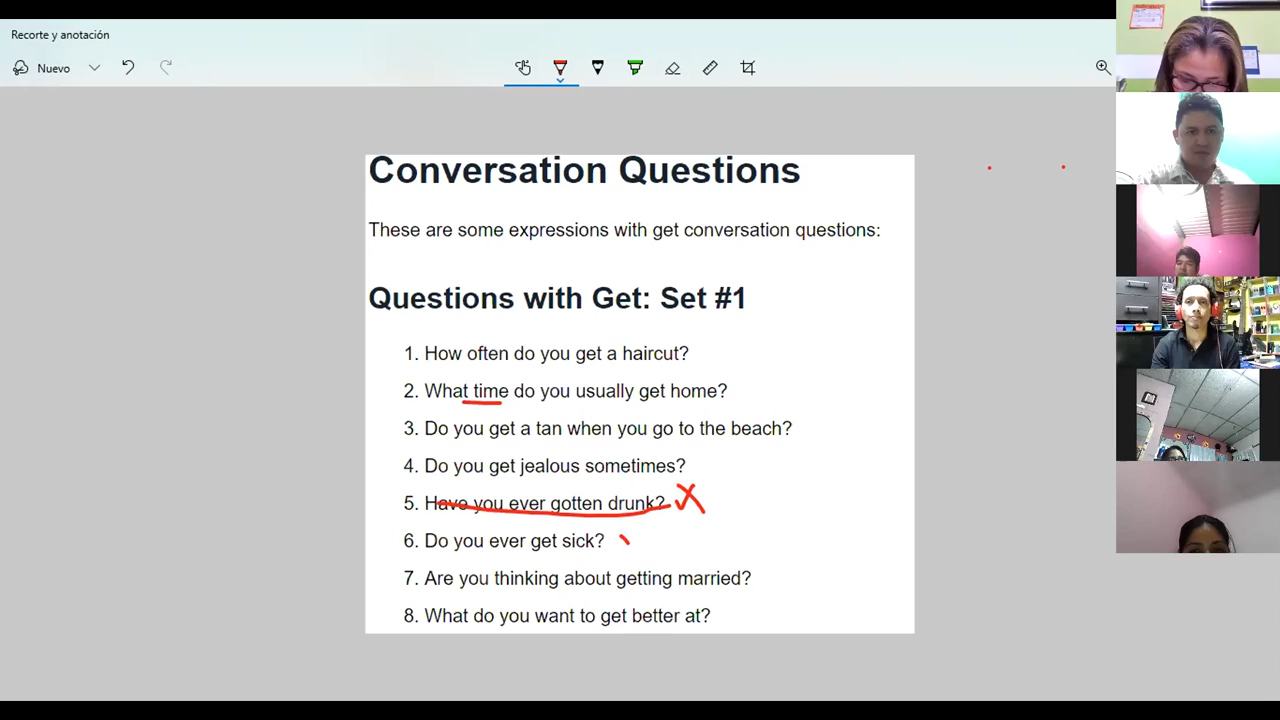 Recorte y anotación
Nuevo
Conversation Questions
These are some expressions with get conversation questions:
Questions with Get: Set #1
1. How often do you get a haircut?
2. What time do you usually get home?
3. Do you get a tan when you go to the beach?
4. Do you get jealous sometimes?
5. Have you ever gotten drunk?
6. Do you ever get sick?
7. Are you thinking about getting married?
8. What do you want to get better at?